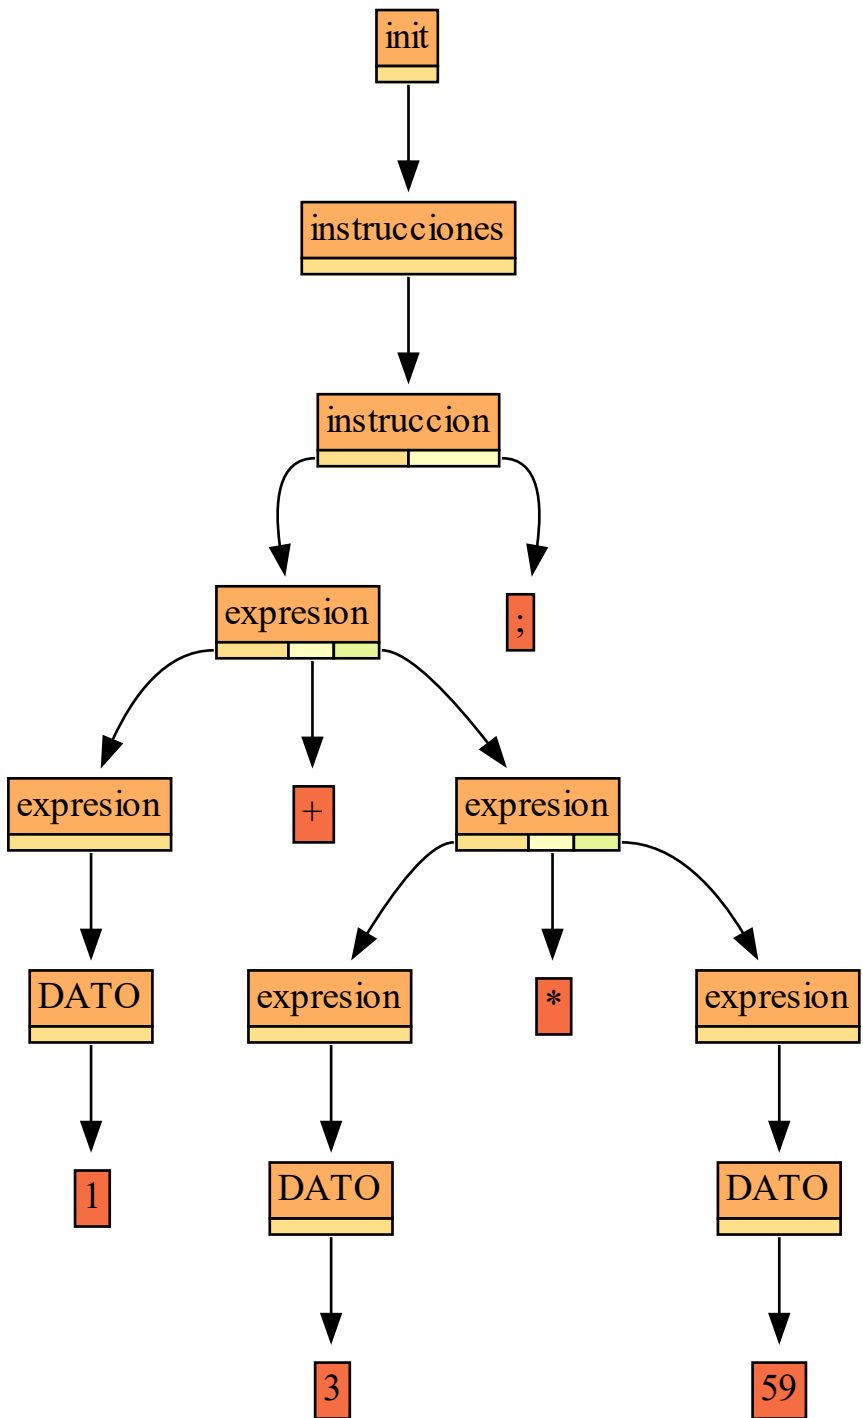 init
instrucciones
instruccion
expresion
;
expresion
+
expresion
DATO
expresion
*
expresion
1
DATO
DATO
3
59